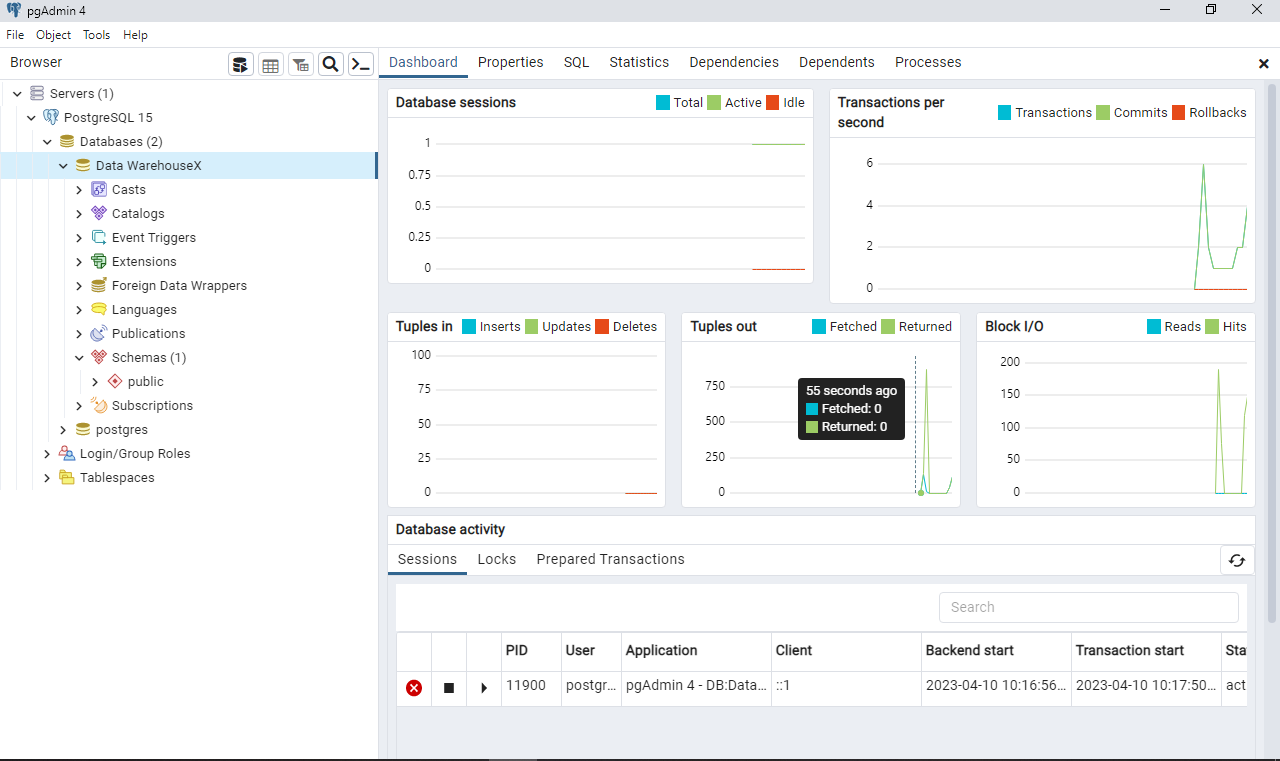 pgAdmin 4
File Object Tools Help
Browser
Dashboard Properties SQL Statistics Dependencies Dependents Processes
Servers (1)
PostgreSQL 15
Databases (2)
Data WarehouseX
Casts
Catalogs
Event Triggers
Extensions
Foreign Data Wrappers
Languages
Publications
Schemas (1)
public
Subscriptions
postgres
Login/Group Roles
Tablespaces
Database sessions
Total Active Idle
1
0.75
0.5
0.25
0
Transactions per
second
Transactions Commits Rollbacks
6
4
2
0
Tuples in
Inserts Updates Deletes
100
75
50
25
0
Tuples out
Fetched Returned
750
500
250
0
55 seconds ago
Fetched: 0
Returned: 0
Block I/O
Reads Hits
200
150
100
50
0
Database activity
Sessions Locks Prepared Transactions
Search
PID User Application Client Backend start Transaction start Sta
11900 postgr... pgAdmin 4 - DB:Data... ::1 2023-04-10 10:16:56... 2023-04-10 10:17:50... act